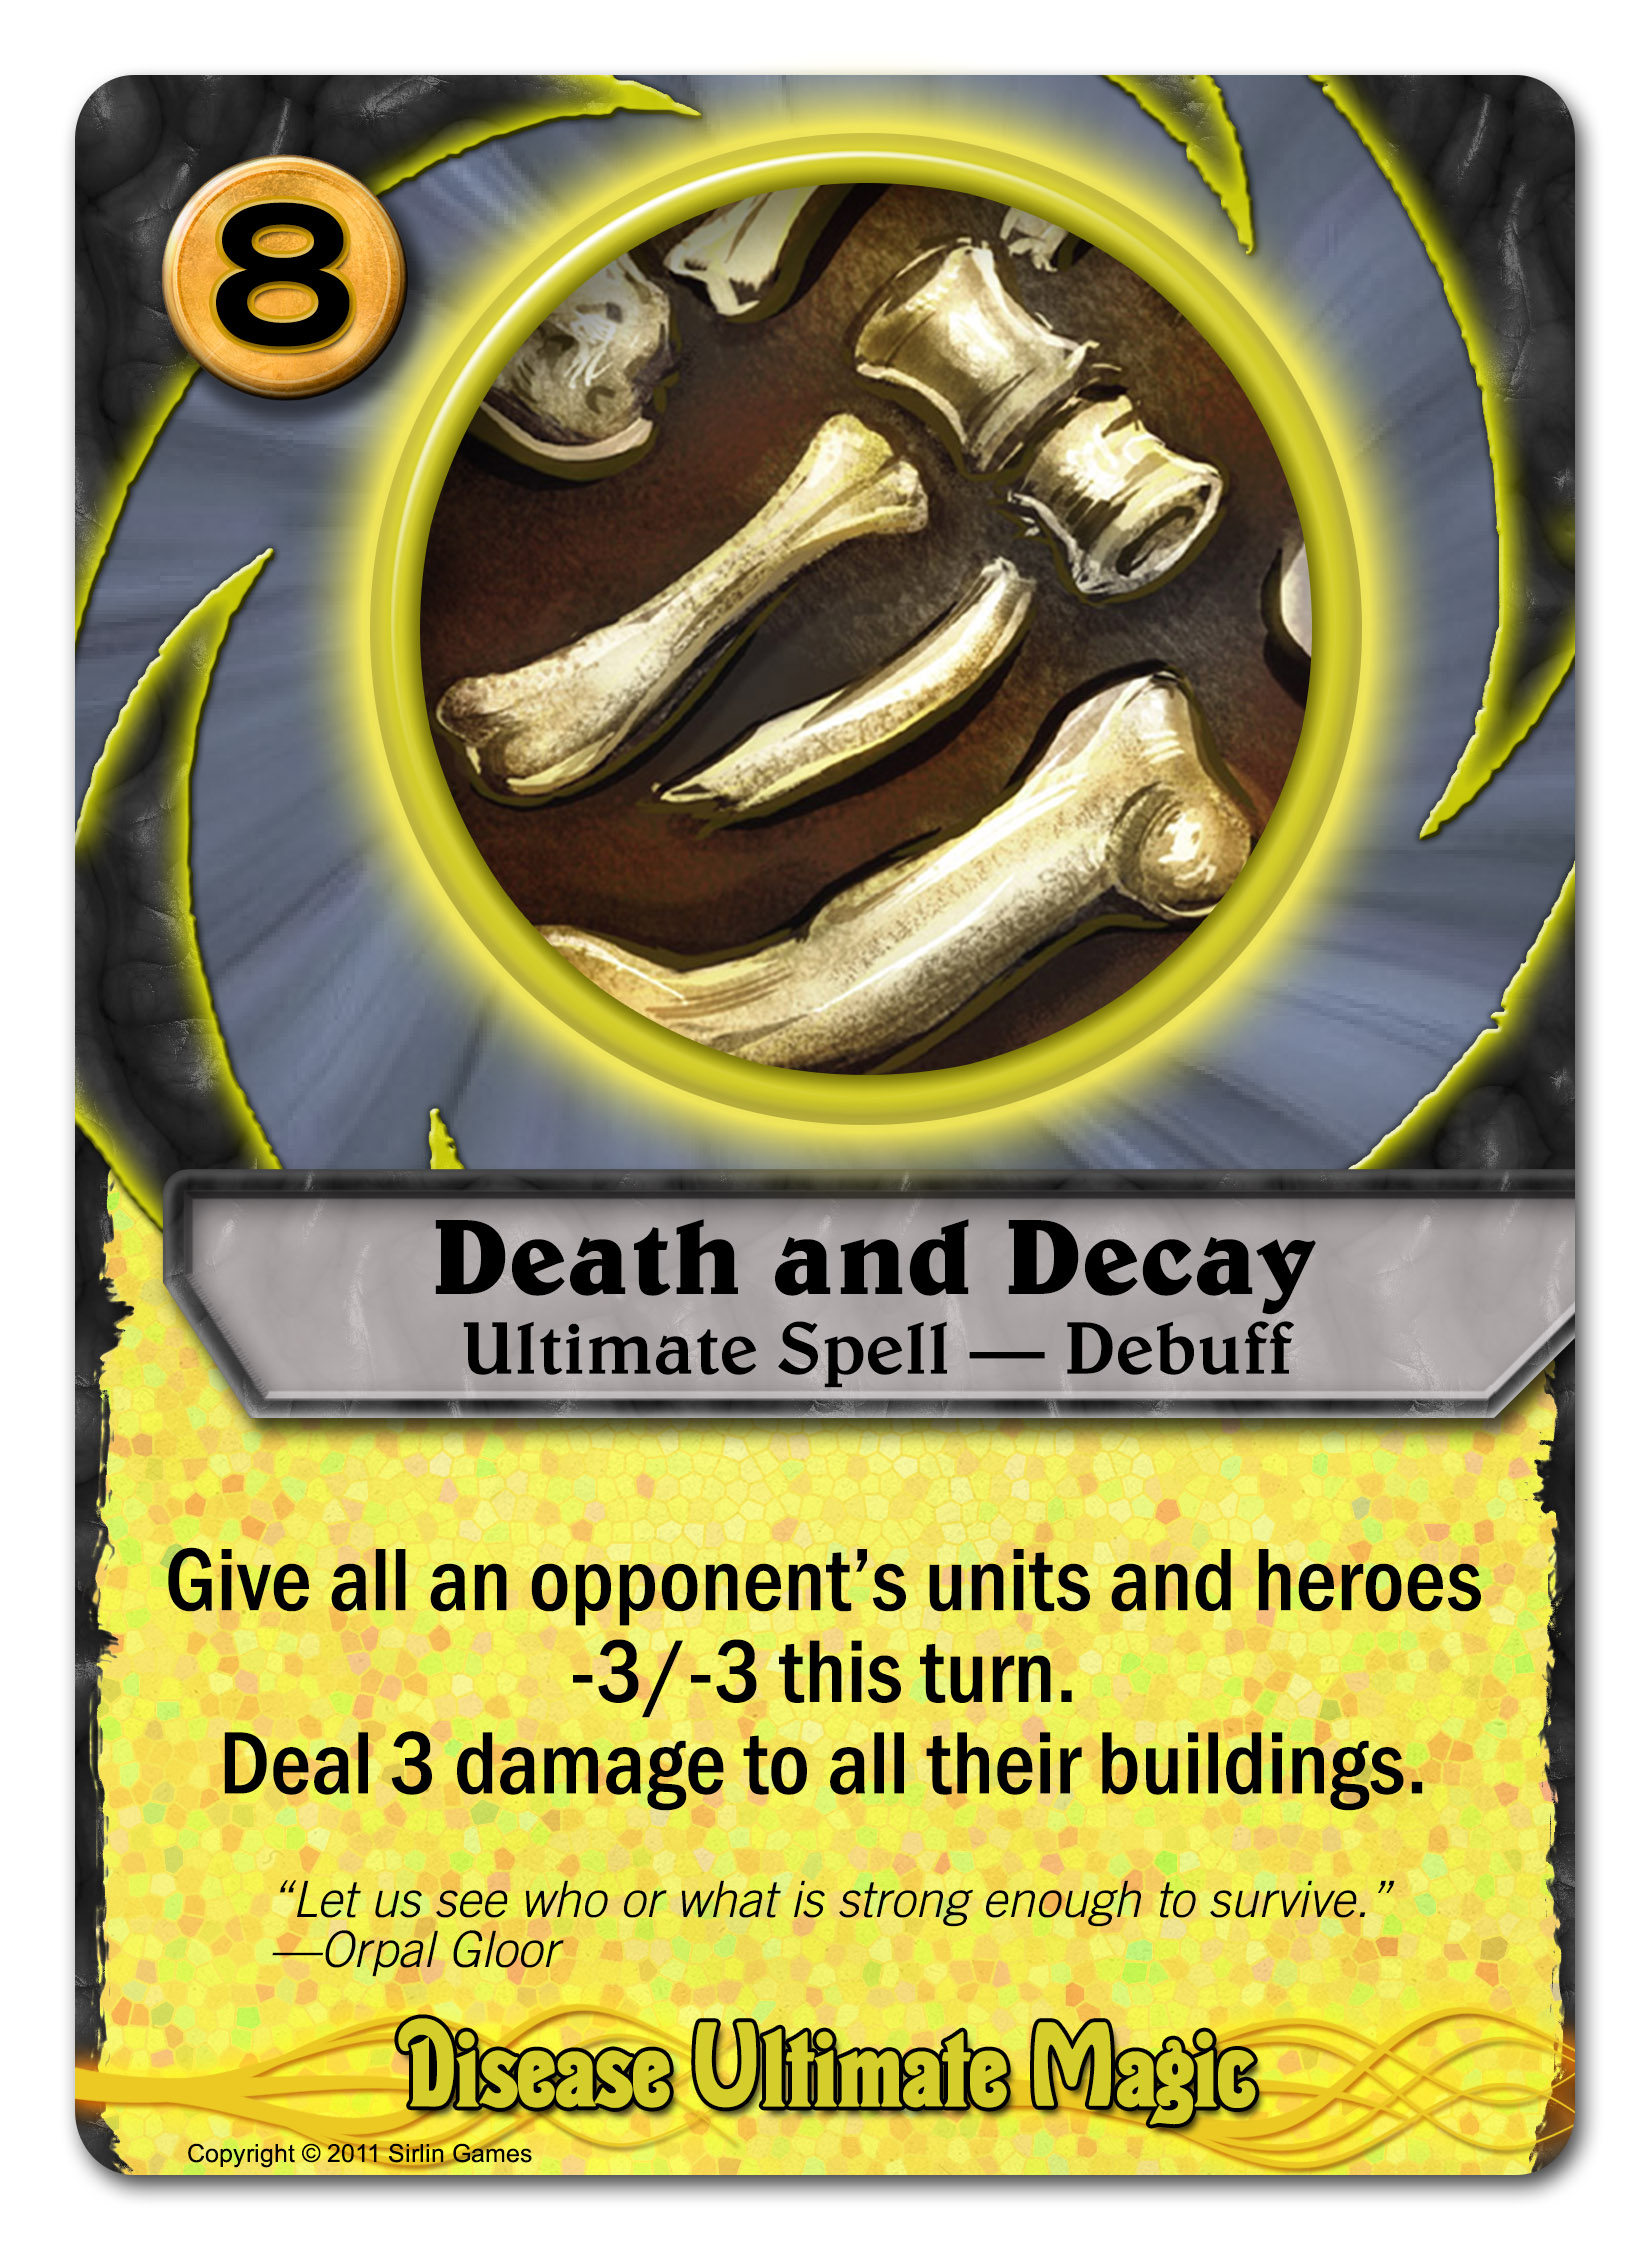 8
Death and Decay
Ultimate Spell — Debuff
Give all an opponent’s units and heroes
-3/-3 this turn.
Deal 3 damage to all their buildings.
“Let us see who or what is strong enough to survive.”
—Orpal Gloor
Disease Ultimate Magic
Copyright © 2011 Sirlin Games